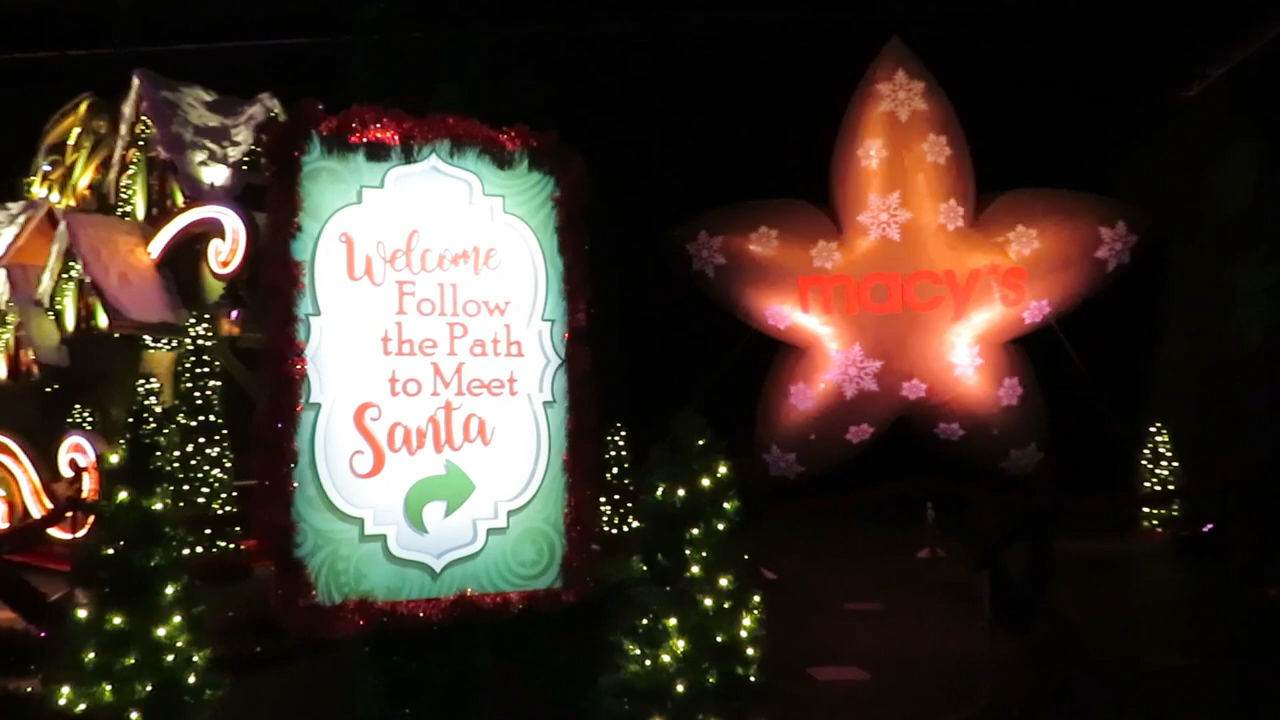 Welcome
Follow
the Path
to Meet
Santa
macy's